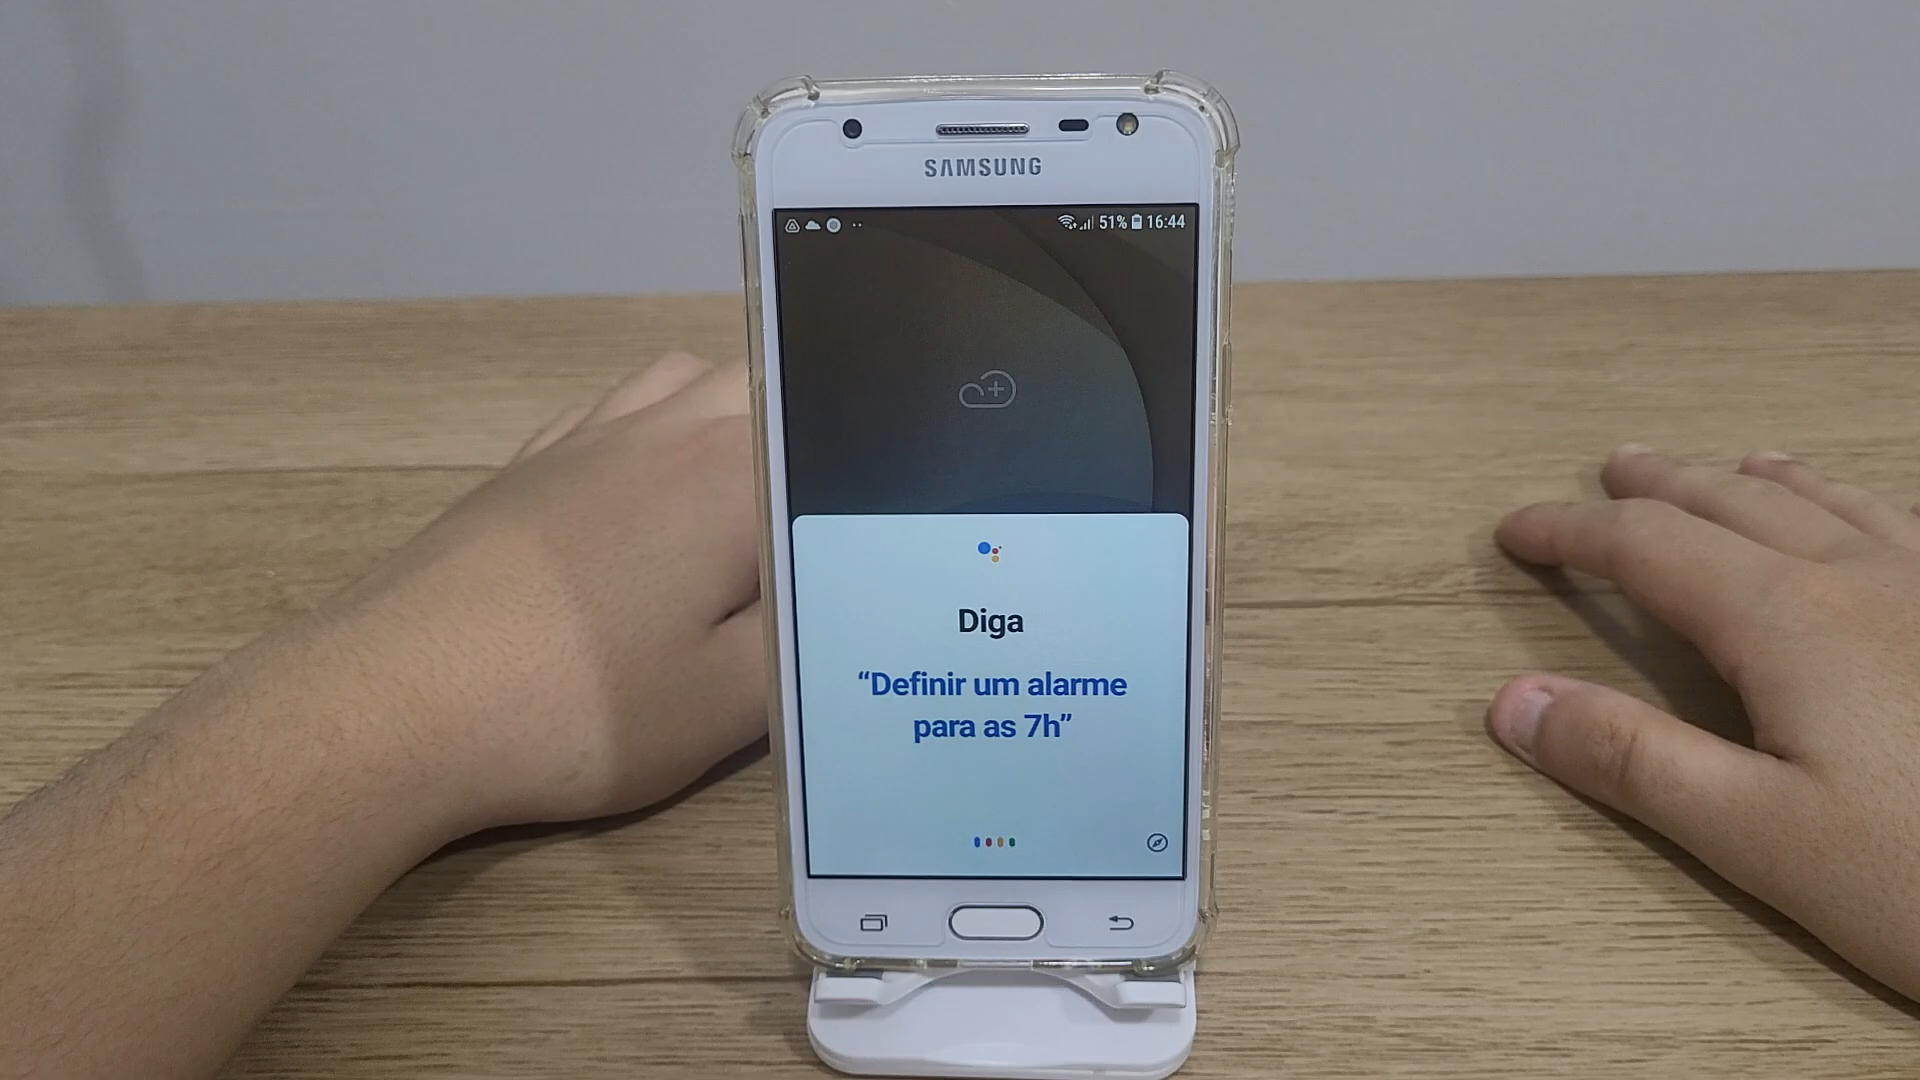 SAMSUNG
51% 16:44
Diga
“Definir um alarme
para as 7h”